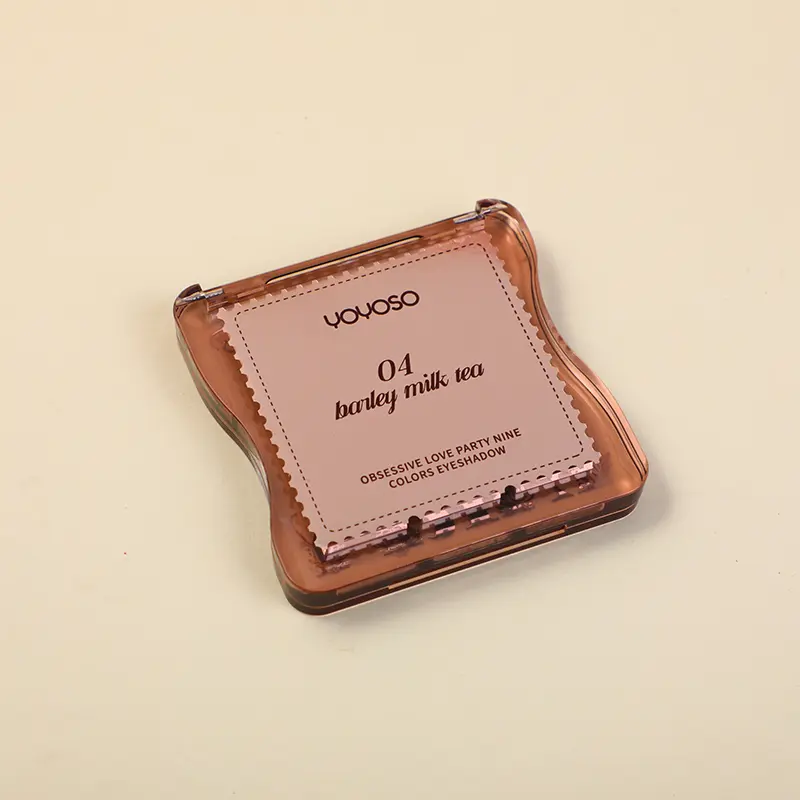 YOYOSO
04
barley milk tea
OBSESSIVE LOVE PARTY NINE
COLORS EYESHADOW